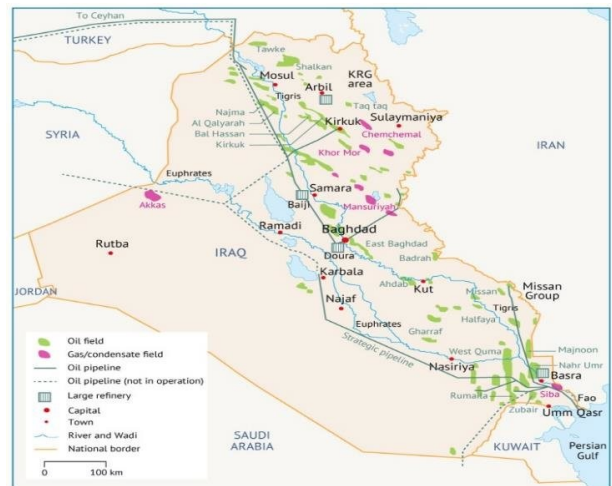 To Ceyhan
TURKEY
Tawke
Shalkan
Mosul
Arbil
KRG
area
Tigris
Taq taq
Najma
Al Qalyarah
Bal Hassan
Kirkuk
Kirkuk
Sulaymaniya
Chemchemal
SYRIA
Khor Mor
IRAN
Euphrates
Samara
Akkas
Baiji
Mansuriyah
Ramadi
Baghdad
East Baghdad
Rutba
IRAQ
Doura
Badrah
Karbala
Ahdab
Kut
JORDAN
Missan
Missan
Group
Najaf
Tigris
Euphrates
Halfaya
Gharraf
Strategic pipeline
West Quma
Majnoon
Nahr Umr
Nasiriya
Basra
Rumaila
Siba
Fao
Zubair
Umm Qasr
SAUDI
ARABIA
KUWAIT
Persian
Gulf
Oil field
Gas/condensate field
Oil pipeline
Oil pipeline (not in operation)
Large refinery
Capital
Town
River and Wadi
National border
0 100 km